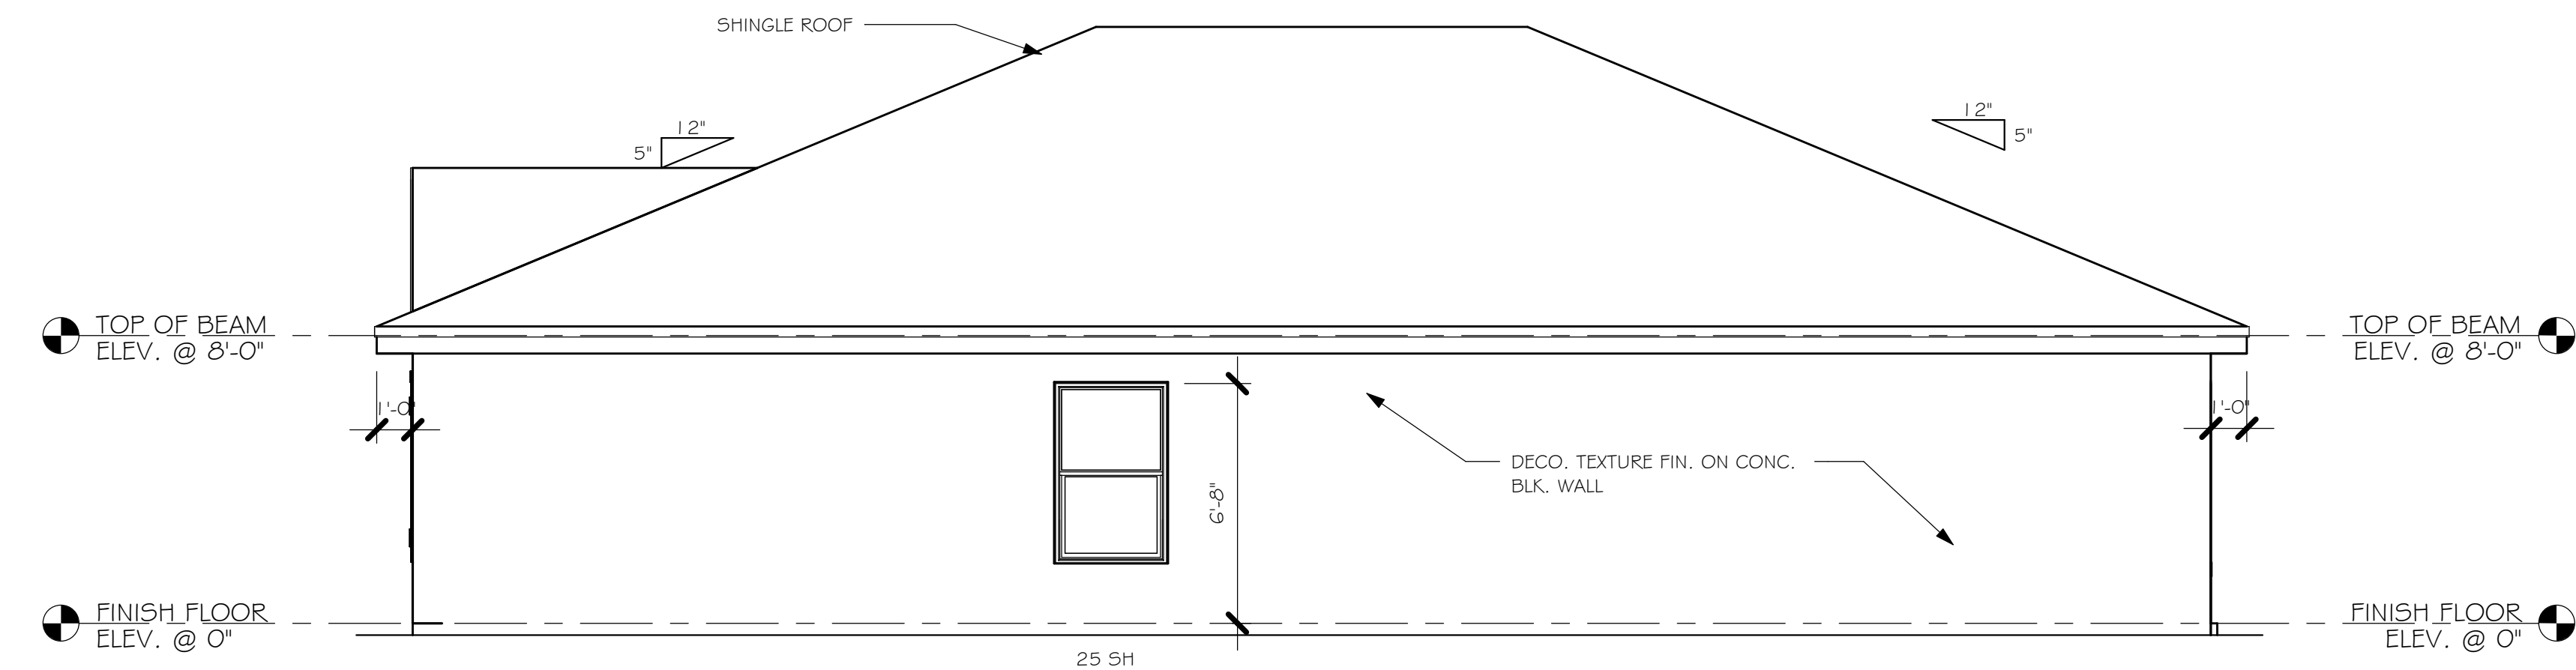 SHINGLE ROOF
12"
5"
12"
5"
TOP OF BEAM
ELEV. @ 8'-0"
TOP OF BEAM
ELEV. @ 8'-0"
1'-0"
1'-0"
DECO. TEXTURE FIN. ON CONC.
BLK. WALL
6'-8"
FINISH FLOOR
ELEV. @ 0"
FINISH FLOOR
ELEV. @ 0"
25 SH